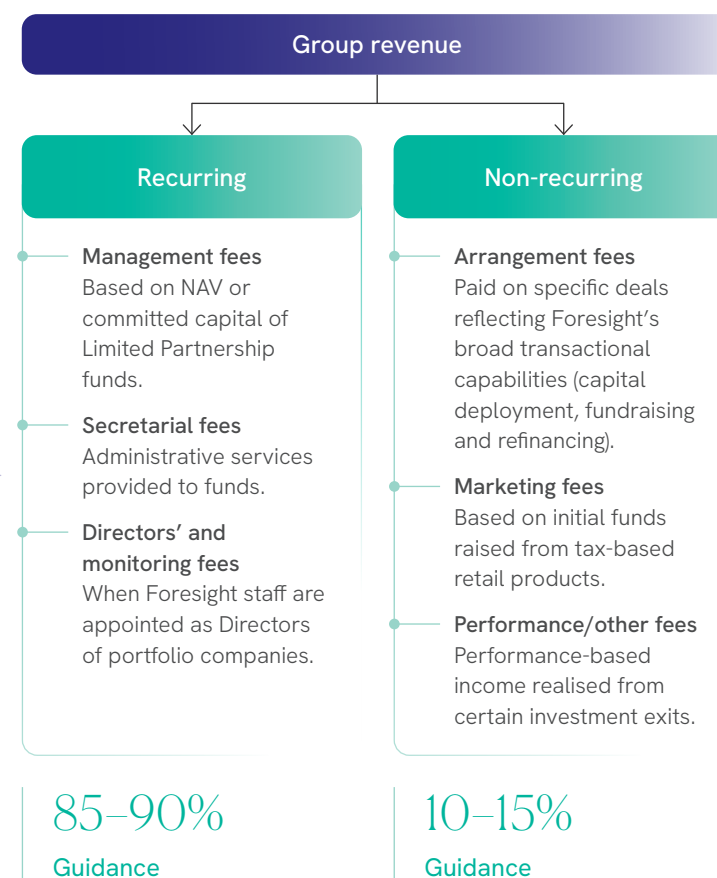 Group revenue
Recurring
Management fees
Based on NAV or
committed capital of
Limited Partnership
funds.
Secretarial fees
Administrative services
provided to funds.
Directors’ and
monitoring fees
When Foresight staff are
appointed as Directors
of portfolio companies.
85–90%
Guidance
Non-recurring
Arrangement fees
Paid on specific deals
reflecting Foresight’s
broad transactional
capabilities (capital
deployment, fundraising
and refinancing).
Marketing fees
Based on initial funds
raised from tax-based
retail products.
Performance/other fees
Performance-based
income realised from
certain investment exits.
10–15%
Guidance